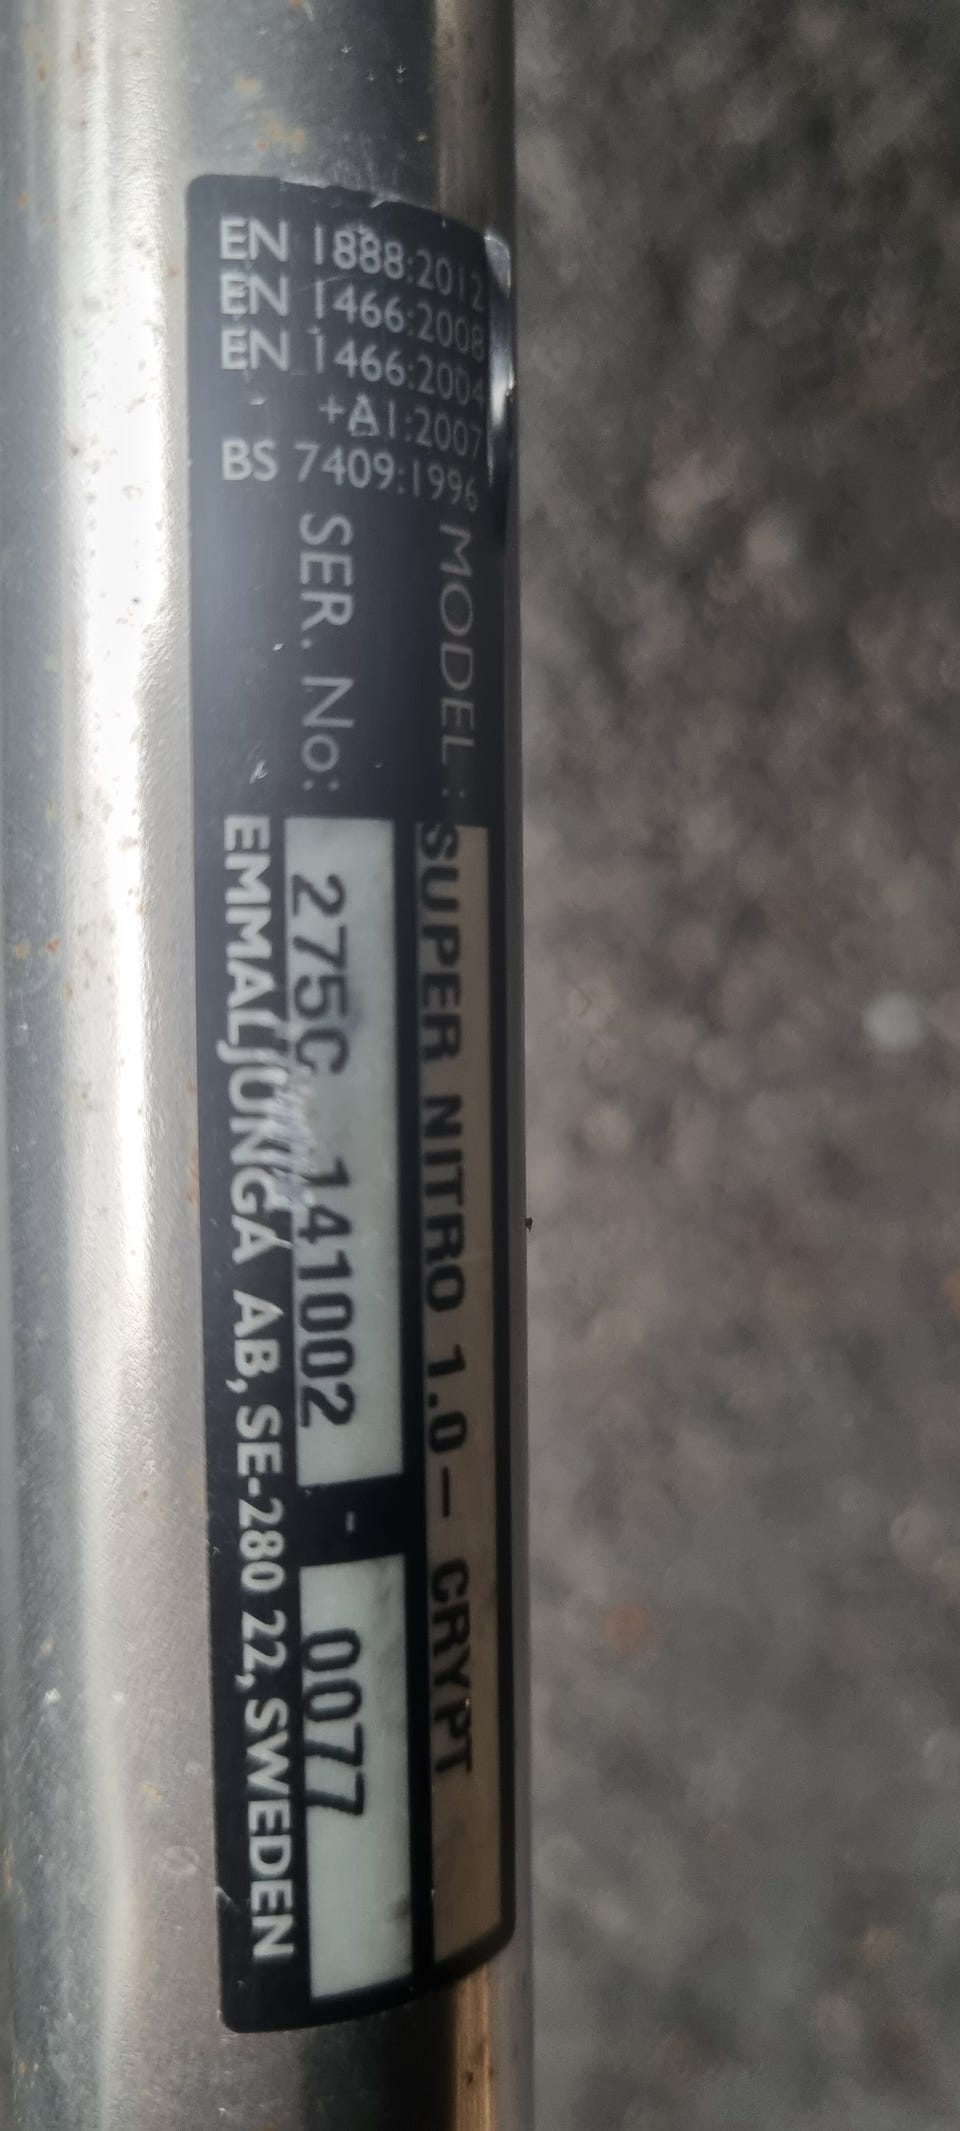 EN 1888:2012
EN 1466:2008
EN 1466:2004
+A1:2007
BS 7409:1996
MODEL: SUPER NITRO 1.0 - CRYPT
SER. No: 275C 141002 - 0077
EMMALJUNGA AB, SE-280 22, SWEDEN